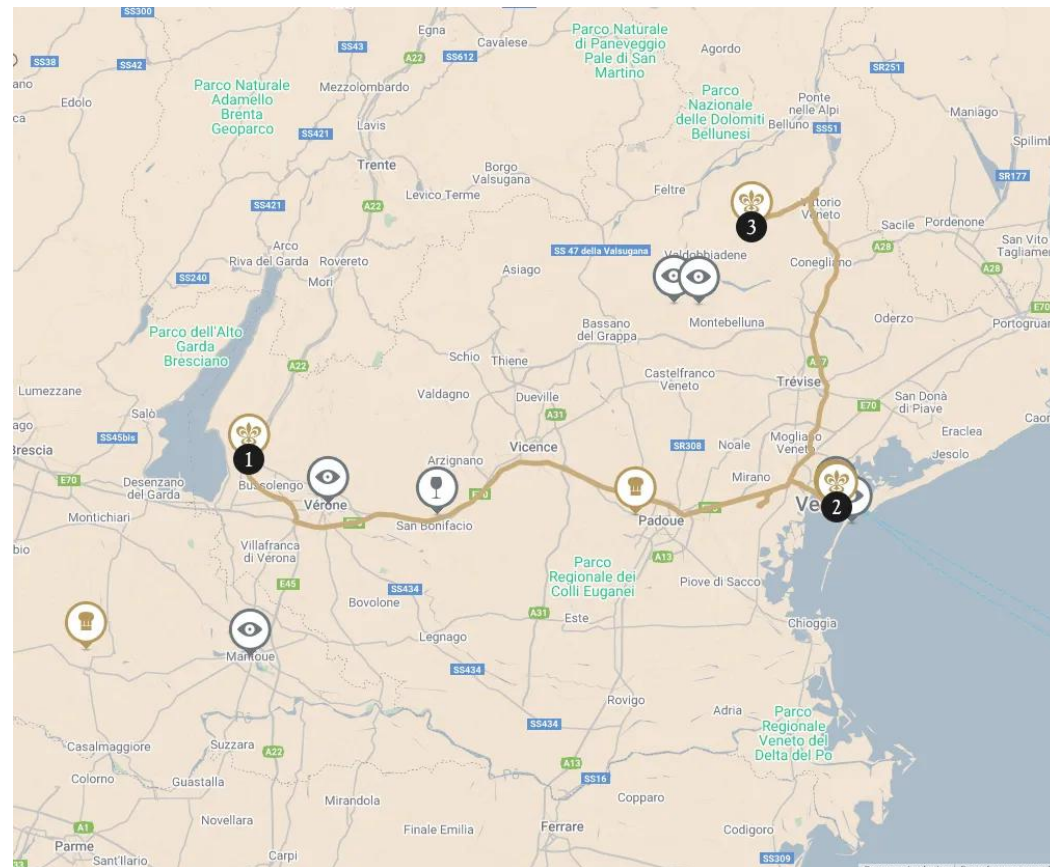 SS300
Egna
Cavalese
Parco Naturale
di Paneveggio
Pale di San
Martino
Agordo
SS38
SS42
SS43
A22
SS612
SR251
Edolo
Parco Naturale
Adamello
Brenta
Geoparco
Mezzolombardo
Lavis
SS421
Trente
Parco
Nazionale
delle Dolomiti
Bellunesi
Ponte
nelle Alpi
Belluno
SS51
Maniago
Spilimb
SR177
Borgo
Valsugana
Levico Terme
Feltre
SS421
A22
3
Vittorio
Veneto
Sacile
Pordenone
San Vito
Tagliame
A28
A28
Arco
Riva del Garda
Rovereto
Mori
SS240
SS 47 della Valsugana
Asiago
Valdobbiadene
Conegliano
E70
Portogruar
Oderzo
Parco dell'Alto
Garda
Bresciano
A22
Schio
Thiene
Bassano
del Grappa
Montebelluna
Castelfranco
Veneto
Trévise
Lumezzane
Salò
SS45bis
Valdagno
Dueville
A31
San Donà
di Piave
E70
Eraclea
Jesolo
Vicence
SR308
Noale
Mogliano
Veneto
Mirano
Brescia
E70
Desenzano
del Garda
Montichiari
1
Bussolengo
Arzignano
Vérone
San Bonifacio
Padoue
2
Villafranca
di Verona
E45
A13
Piove di Sacco
Parco
Regionale dei
Colli Euganei
SS434
Bovolone
A31
Este
Chioggia
Legnago
SS434
Mantoue
Rovigo
Adria
Parco
Regionale
Veneto del
Delta del Po
SS434
Casalmaggiore
Suzzara
A22
Colorno
Guastalla
A13
SS16
Mirandola
Copparo
Novellara
Finale Emilia
Ferrare
Codigoro
A1
Parme
Sant'Ilario
Carpi
SS309